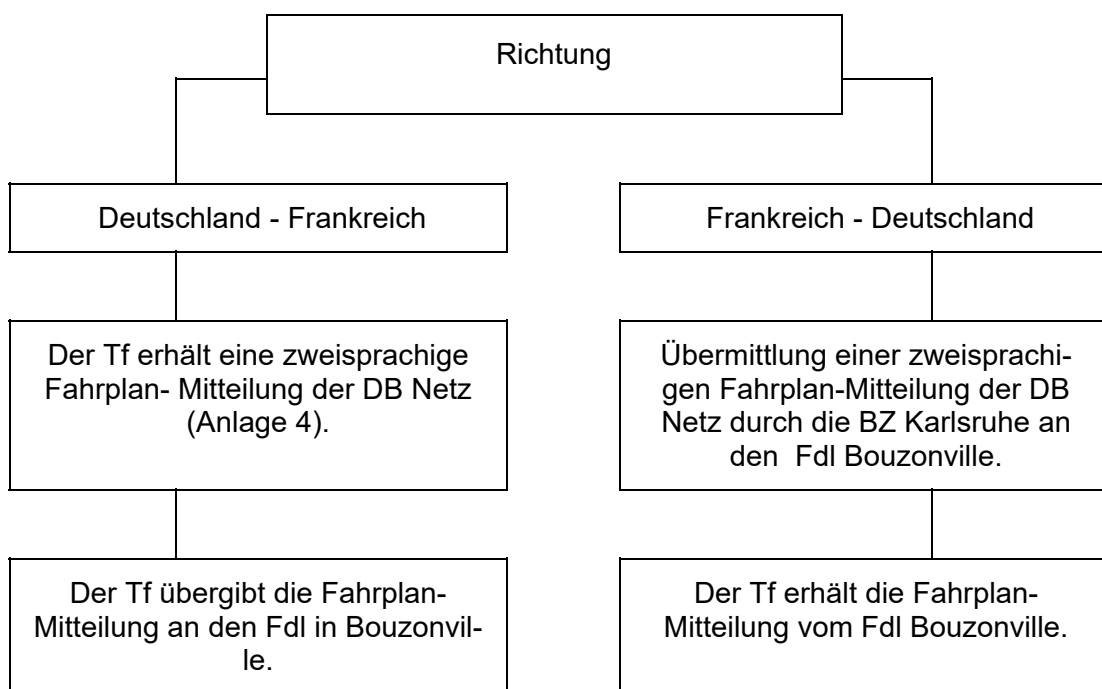 Richtung
Deutschland - Frankreich
Frankreich - Deutschland
Der Tf erhält eine zweisprachige
Fahrplan- Mitteilung der DB Netz
(Anlage 4).
Übermittlung einer zweisprachi-
gen Fahrplan-Mitteilung der DB
Netz durch die BZ Karlsruhe an
den Fdl Bouzonville.
Der Tf übergibt die Fahrplan-
Mitteilung an den Fdl in Bouzonvil-
le.
Der Tf erhält die Fahrplan-
Mitteilung vom Fdl Bouzonville.